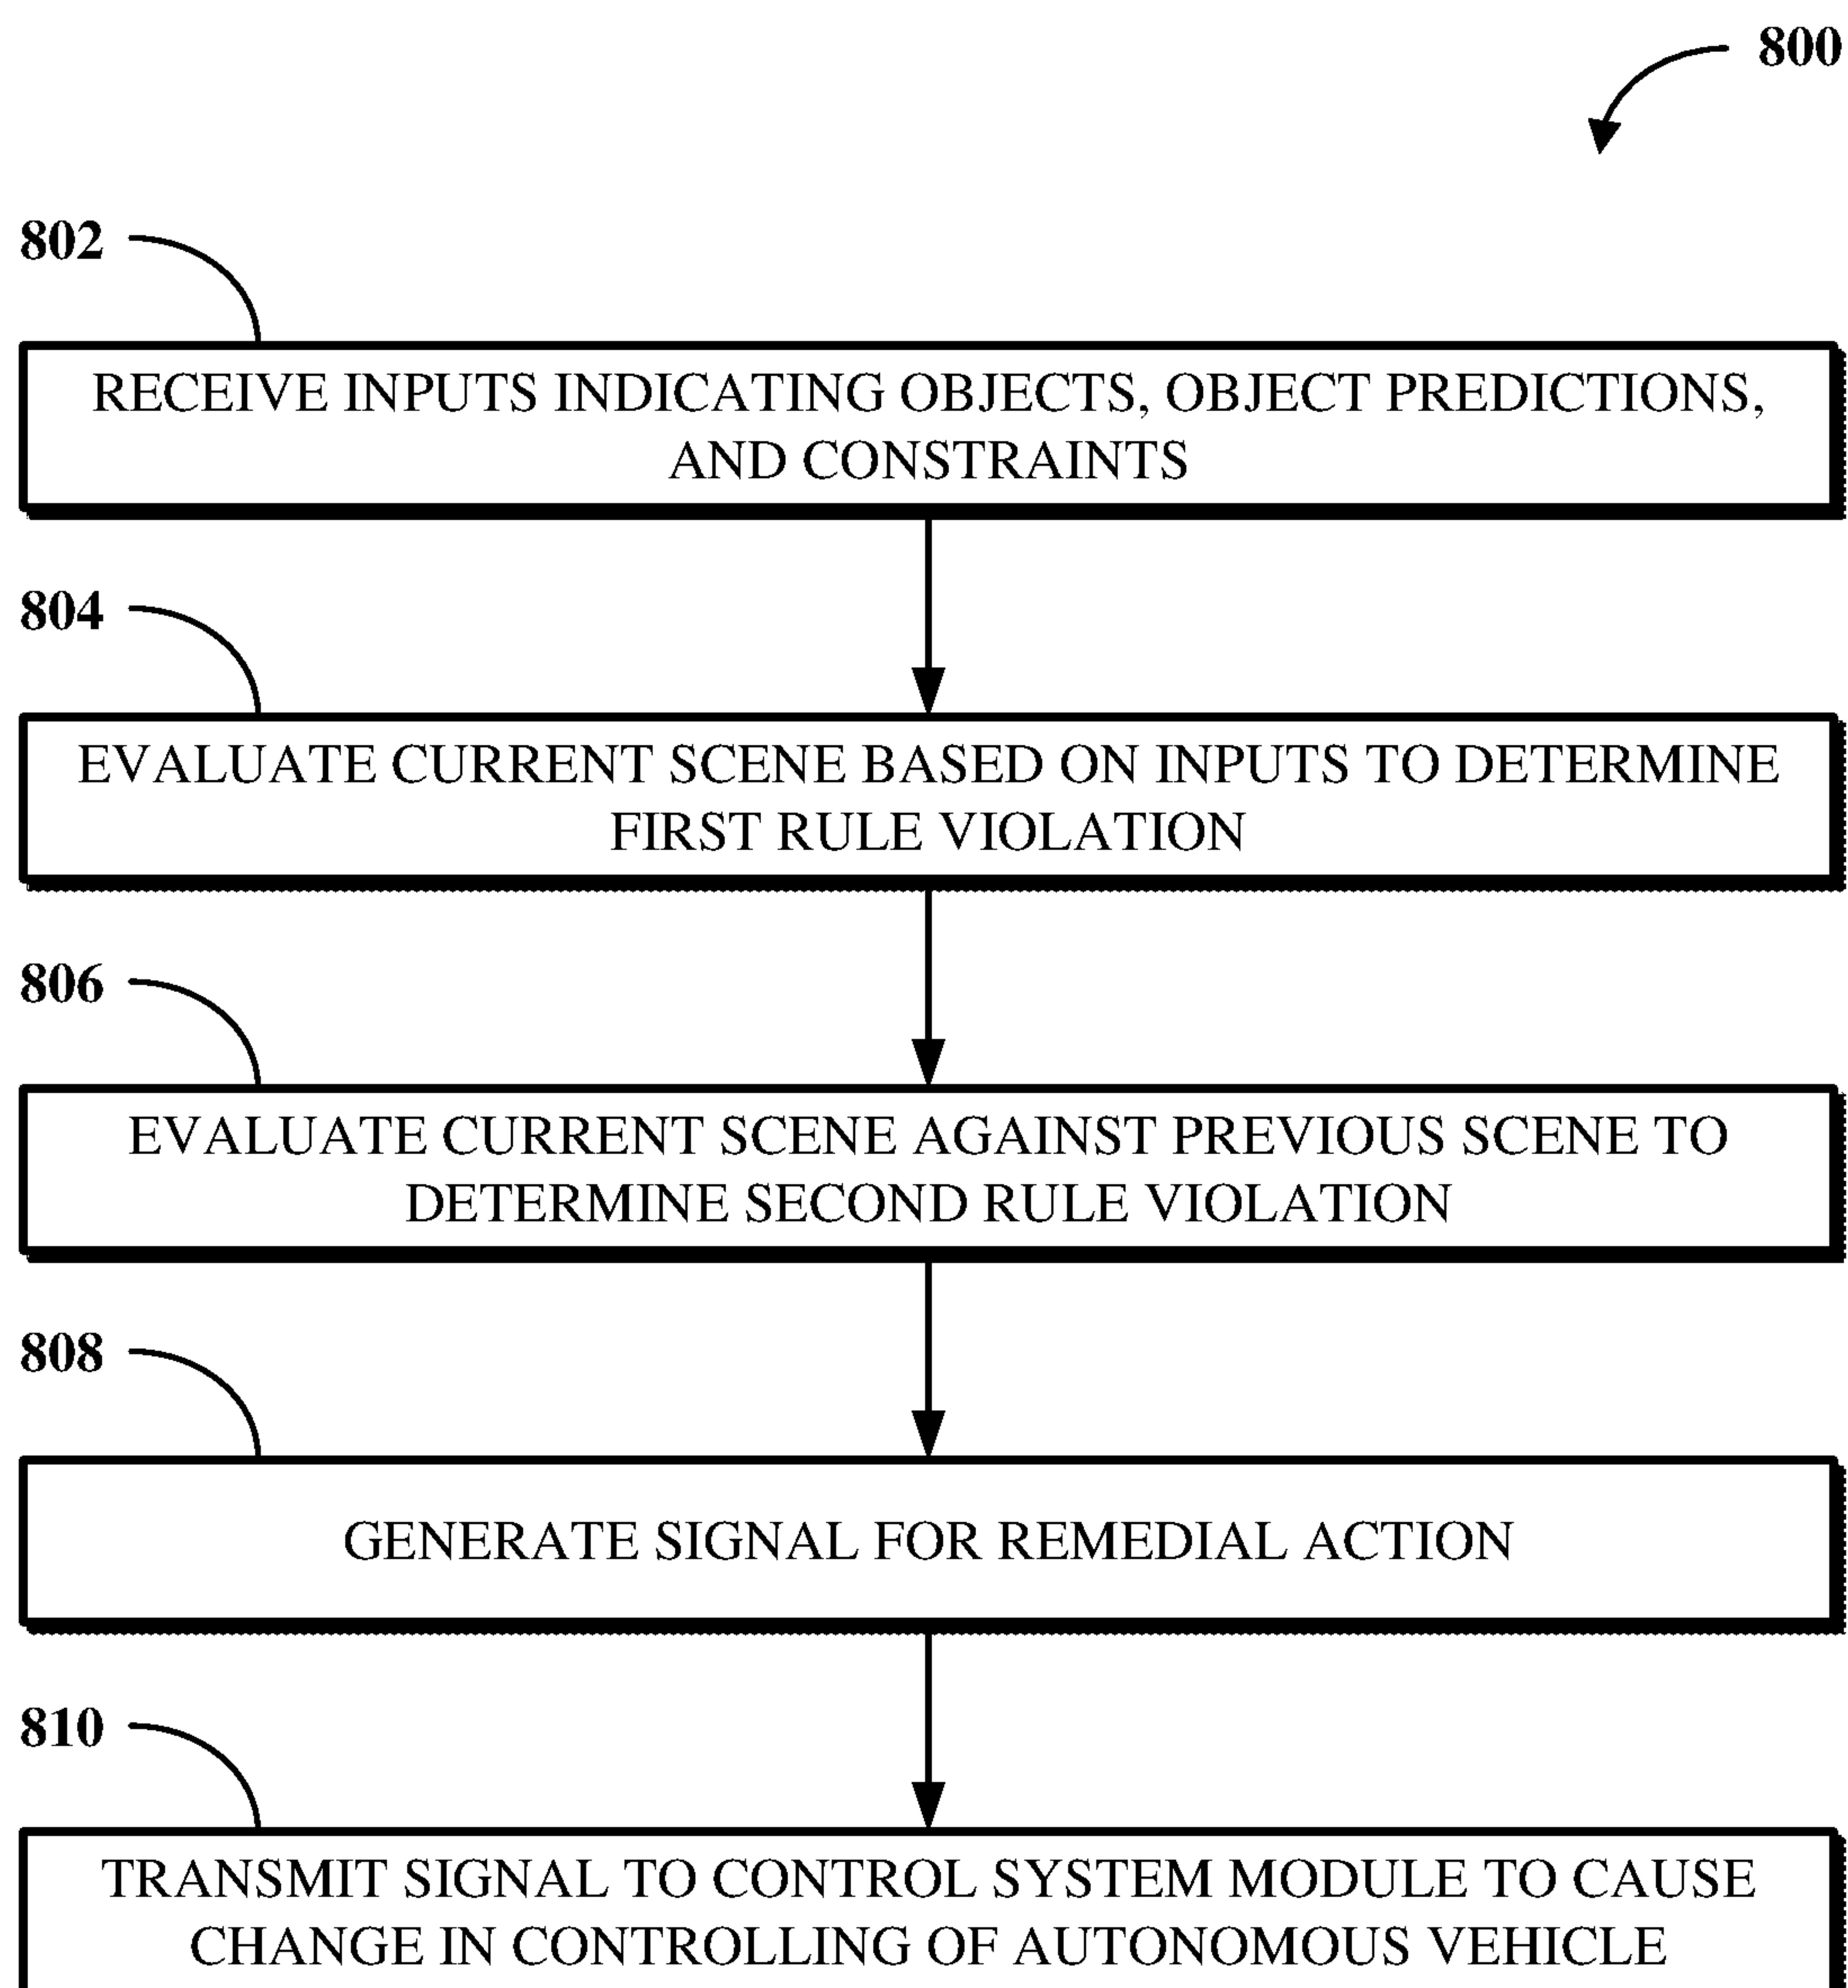 800
802
RECEIVE INPUTS INDICATING OBJECTS, OBJECT PREDICTIONS,
AND CONSTRAINTS
804
EVALUATE CURRENT SCENE BASED ON INPUTS TO DETERMINE
FIRST RULE VIOLATION
806
EVALUATE CURRENT SCENE AGAINST PREVIOUS SCENE TO
DETERMINE SECOND RULE VIOLATION
808
GENERATE SIGNAL FOR REMEDIAL ACTION
810
TRANSMIT SIGNAL TO CONTROL SYSTEM MODULE TO CAUSE
CHANGE IN CONTROLLING OF AUTONOMOUS VEHICLE